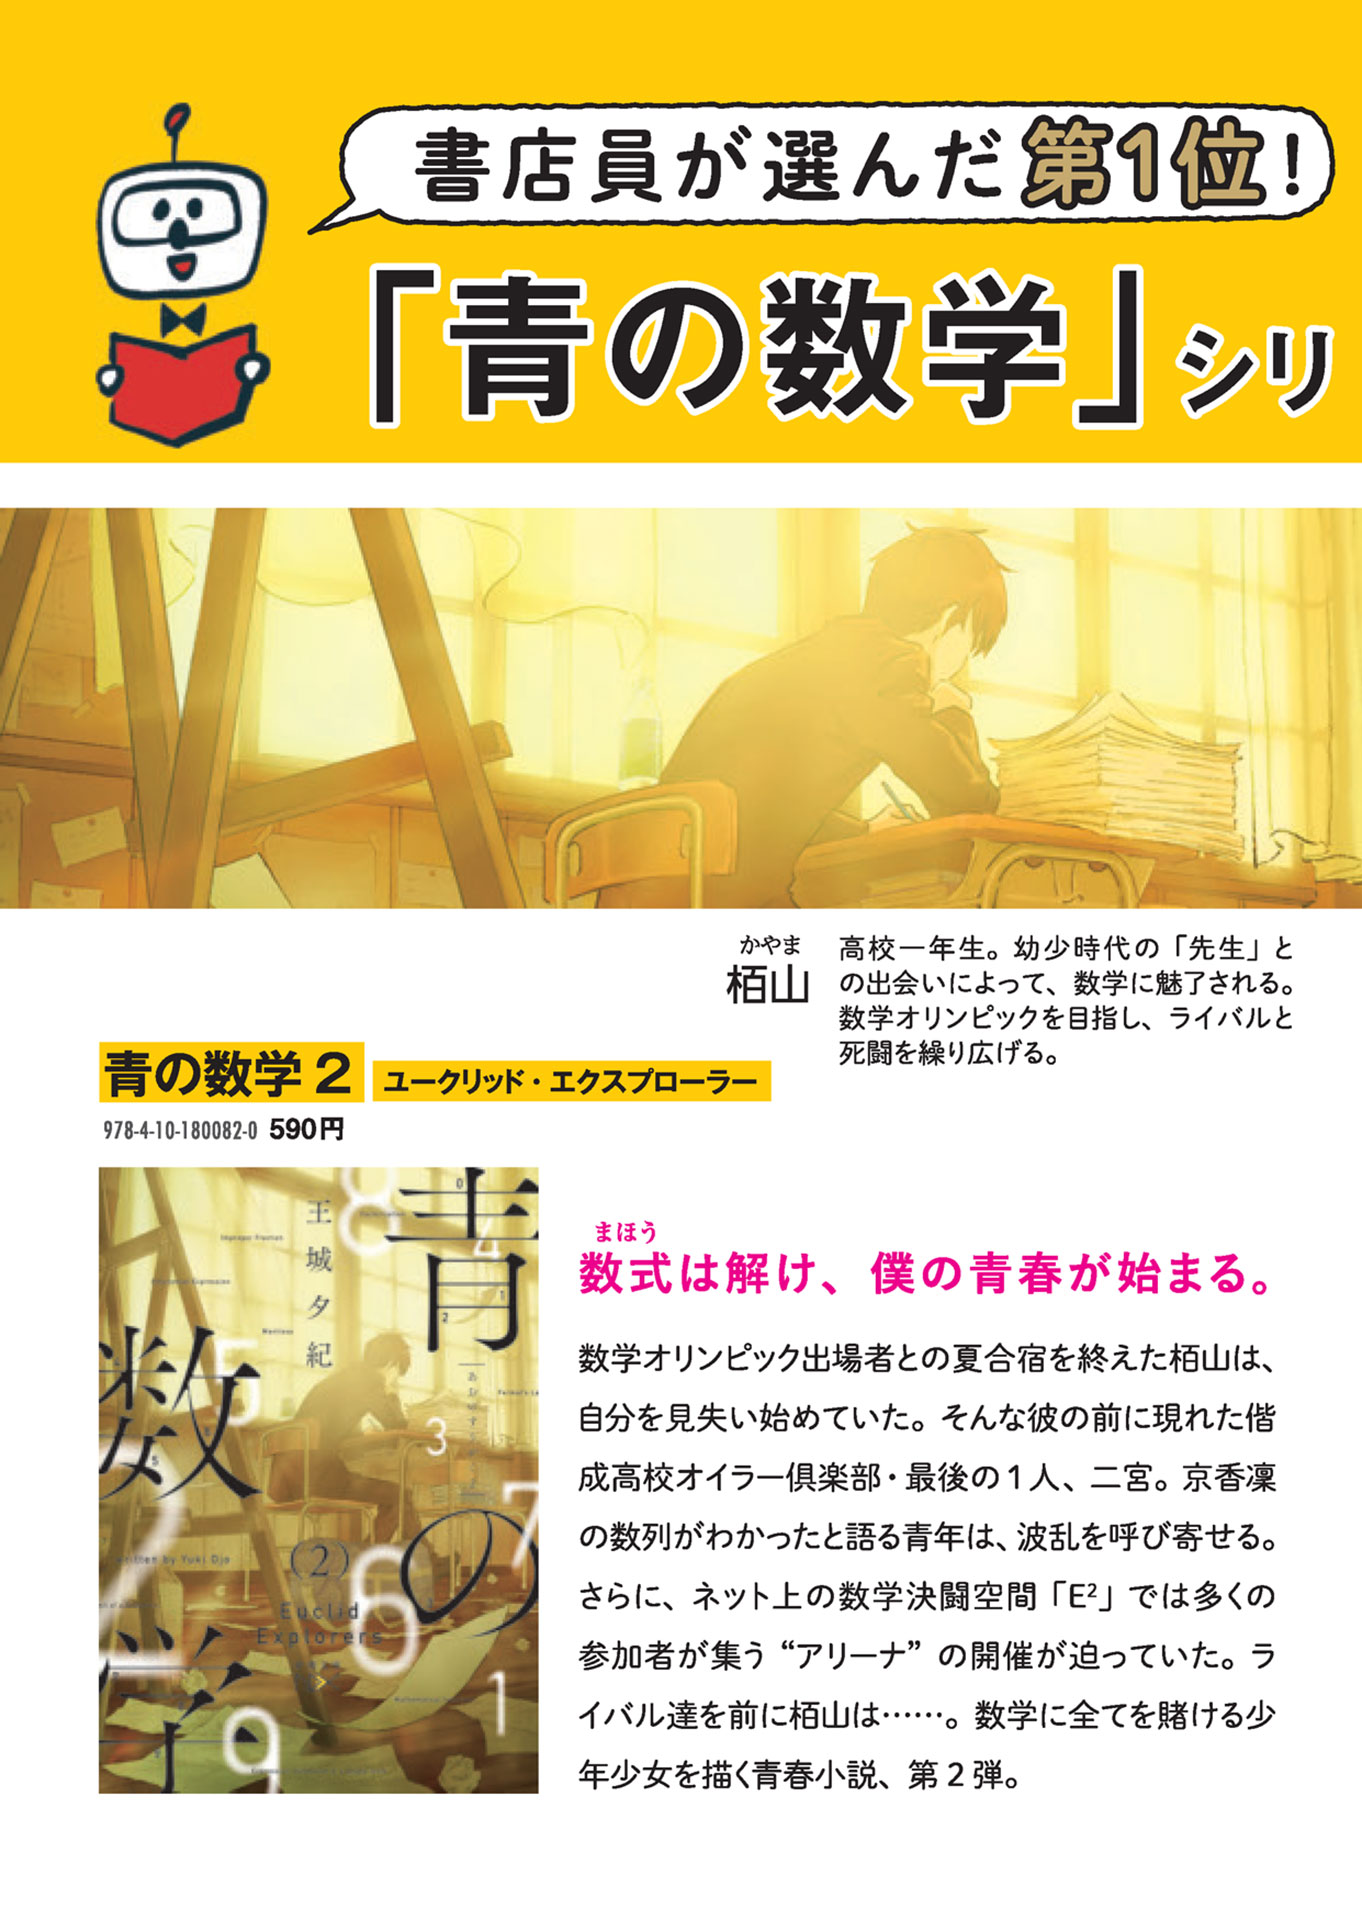 書店員が選んだ第1位!
「青の数学」シリ
かやま
栢山
高校一年生。幼少時代の「先生」と
の出会いによって、数学に魅了される。
数学オリンピックを目指し、ライバルと
死闘を繰り広げる。
青の数学2
ユークリッド・エクスプローラー
978-4-10-180082-0 590円
王城夕紀
青の
数学
(2)
Euclid
Explorers
written by Yuki Ojo
まほう
数式は解け、僕の青春が始まる。
数学オリンピック出場者との夏合宿を終えた栢山は、
自分を見失い始めていた。そんな彼の前に現れた偕
成高校オイラー倶楽部・最後の1人、二宮。京香凜
の数列がわかったと語る青年は、波乱を呼び寄せる。
さらに、ネット上の数学決闘空間「E²」では多くの
参加者が集う“アリーナ”の開催が迫っていた。ラ
イバル達を前に栢山は……。数学に全てを賭ける少
年少女を描く青春小説、第2弾。